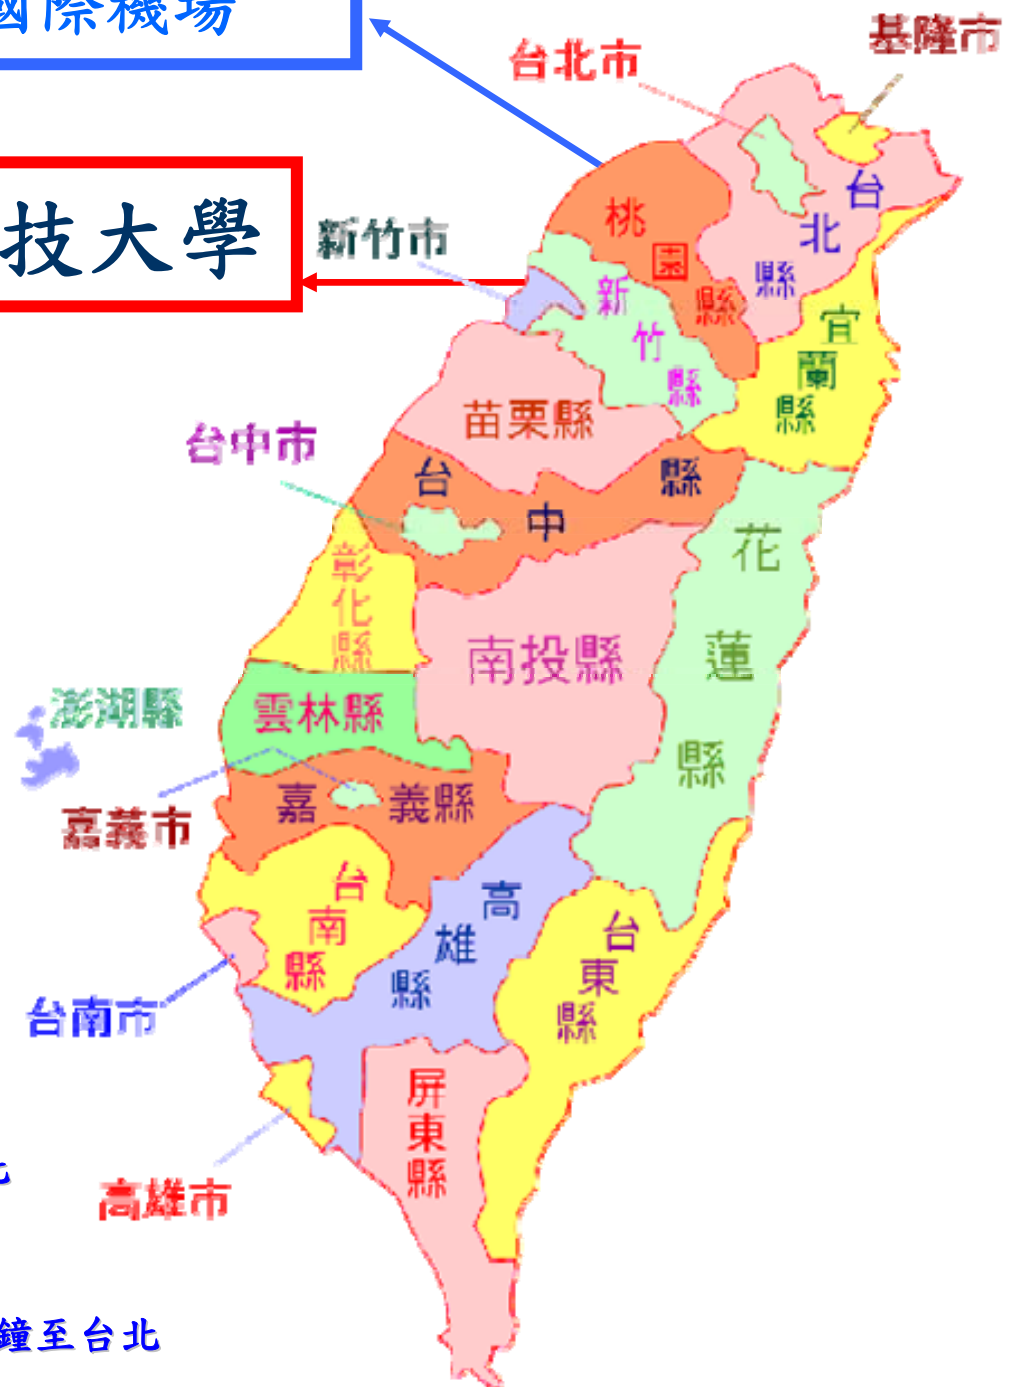 國際機場
基隆市
台北市
技大學
新竹市
桃園縣
台北縣
新竹縣
宜蘭縣
苗栗縣
台中市
台中縣
花蓮縣
彰化縣
南投縣
澎湖縣
雲林縣
嘉義市
嘉義縣
台南縣
高雄縣
台東縣
台南市
屏東縣
高雄市
鐘至台北